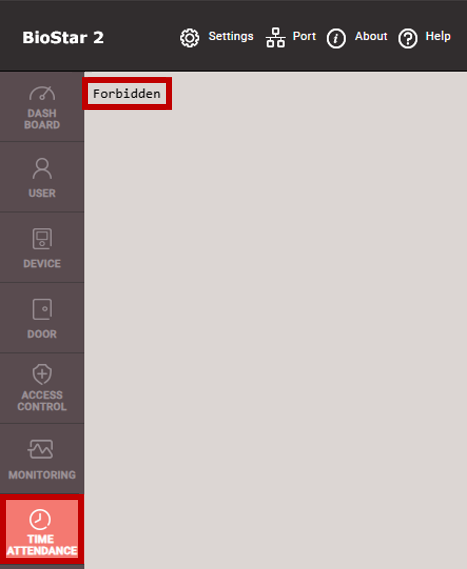 BioStar 2
Settings
Port
About
Help
Forbidden
DASH
BOARD
USER
DEVICE
DOOR
ACCESS
CONTROL
MONITORING
TIME
ATTENDANCE